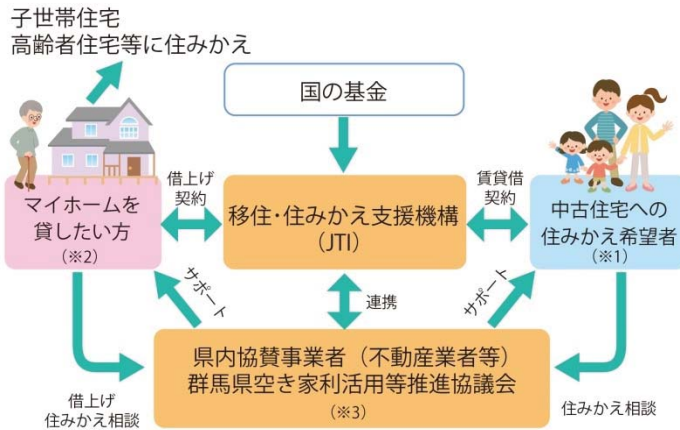 子世帯住宅
高齢者住宅等に住みかえ
国の基金
借上げ
契約
賃貸借
契約
マイホームを
貸したい方
(※2)
移住・住みかえ支援機構
(JTI)
中古住宅への
住みかえ希望者
(※1)
サポート
連携
サポート
県内協賛事業者（不動産業者等）
群馬県空き家利活用等推進協議会
(※3)
借上げ
住みかえ相談
住みかえ相談